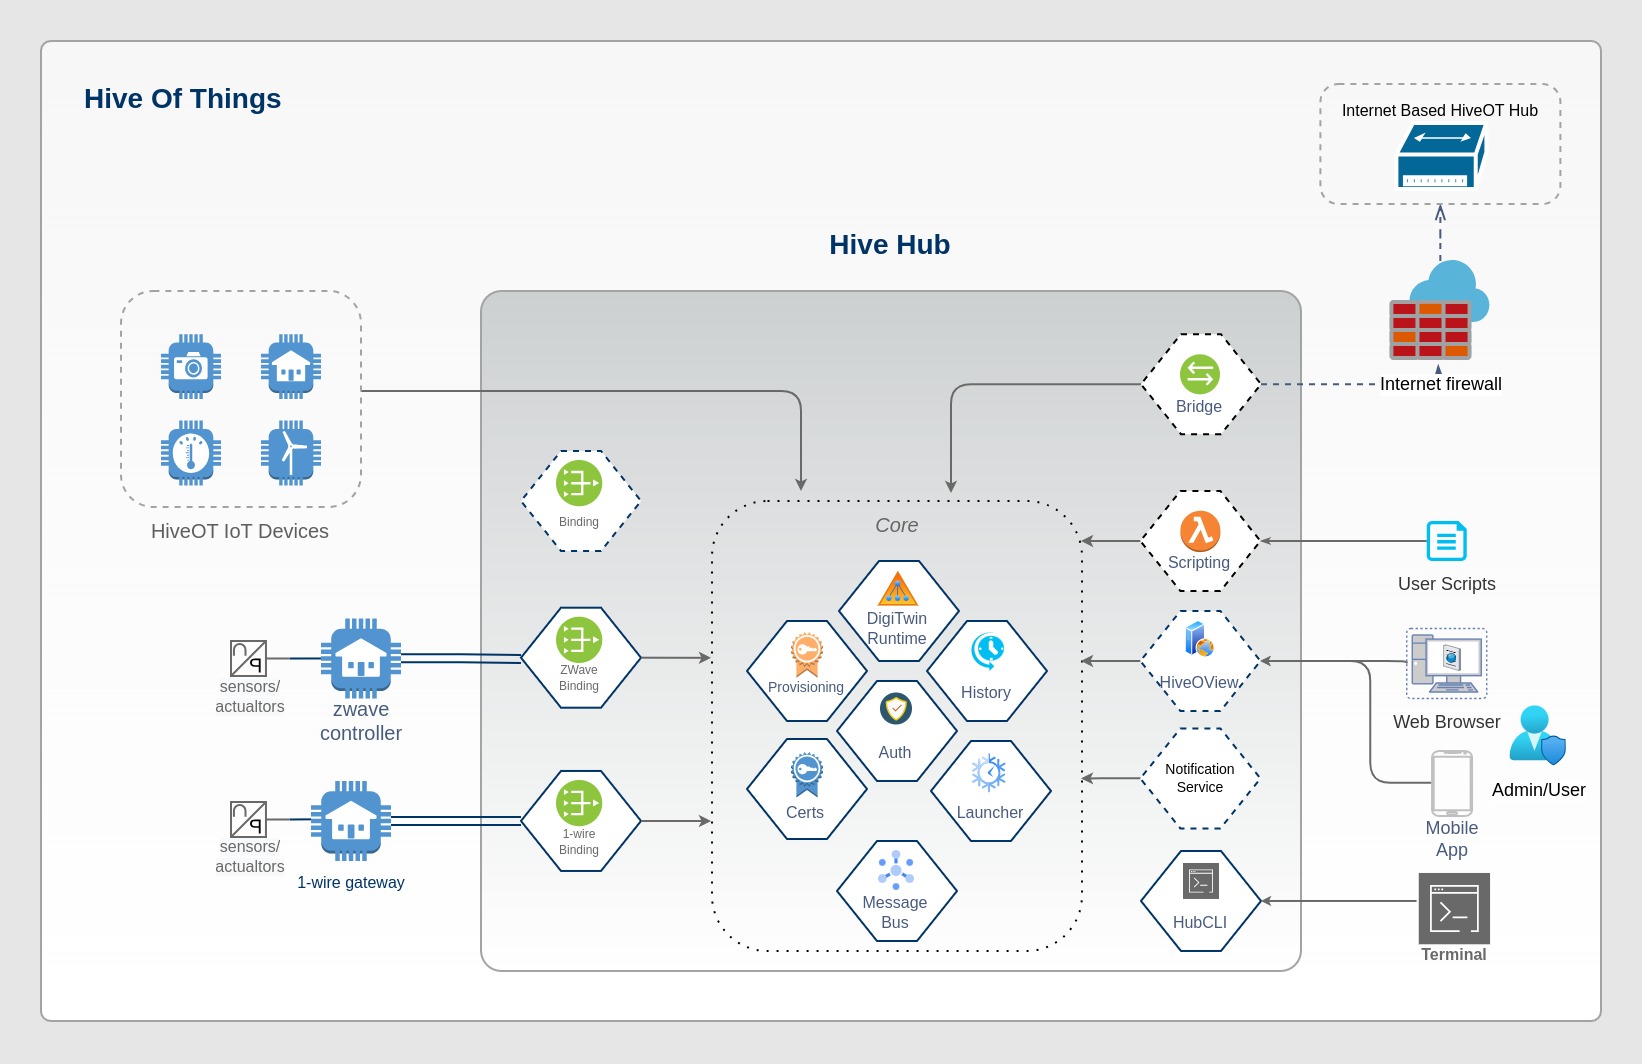 Hive Of Things
Internet Based HiveOT Hub
Hive Hub
Internet firewall
Bridge
HiveOT IoT Devices
Binding
Core
Scripting
User Scripts
DigiTwin
Runtime
Provisioning
History
HiveOView
Web Browser
sensors/
actualtors
zwave
controller
ZWave
Binding
Auth
Notification
Service
Admin/User
Certs
Launcher
Mobile
App
sensors/
actualtors
1-wire gateway
1-wire
Binding
Message
Bus
HubCLI
Terminal